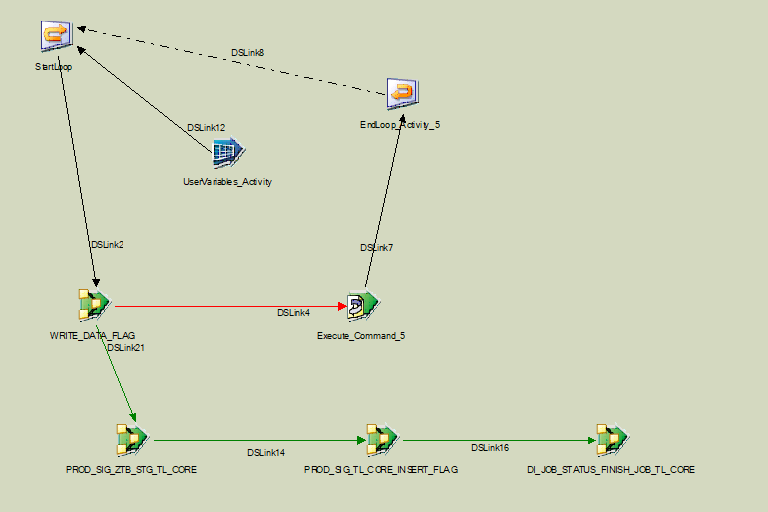 DSLink8
StartLoop
EndLoop_Activity_5
DSLink12
UserVariables_Activity
DSLink2
DSLink7
DSLink4
WRITE_DATA_FLAG
Execute_Command_5
DSLink21
DSLink14
DSLink16
PROD_SIG_ZTB_STG_TL_CORE
PROD_SIG_TL_CORE_INSERT_FLAG
DI_JOB_STATUS_FINISH_JOB_TL_CORE